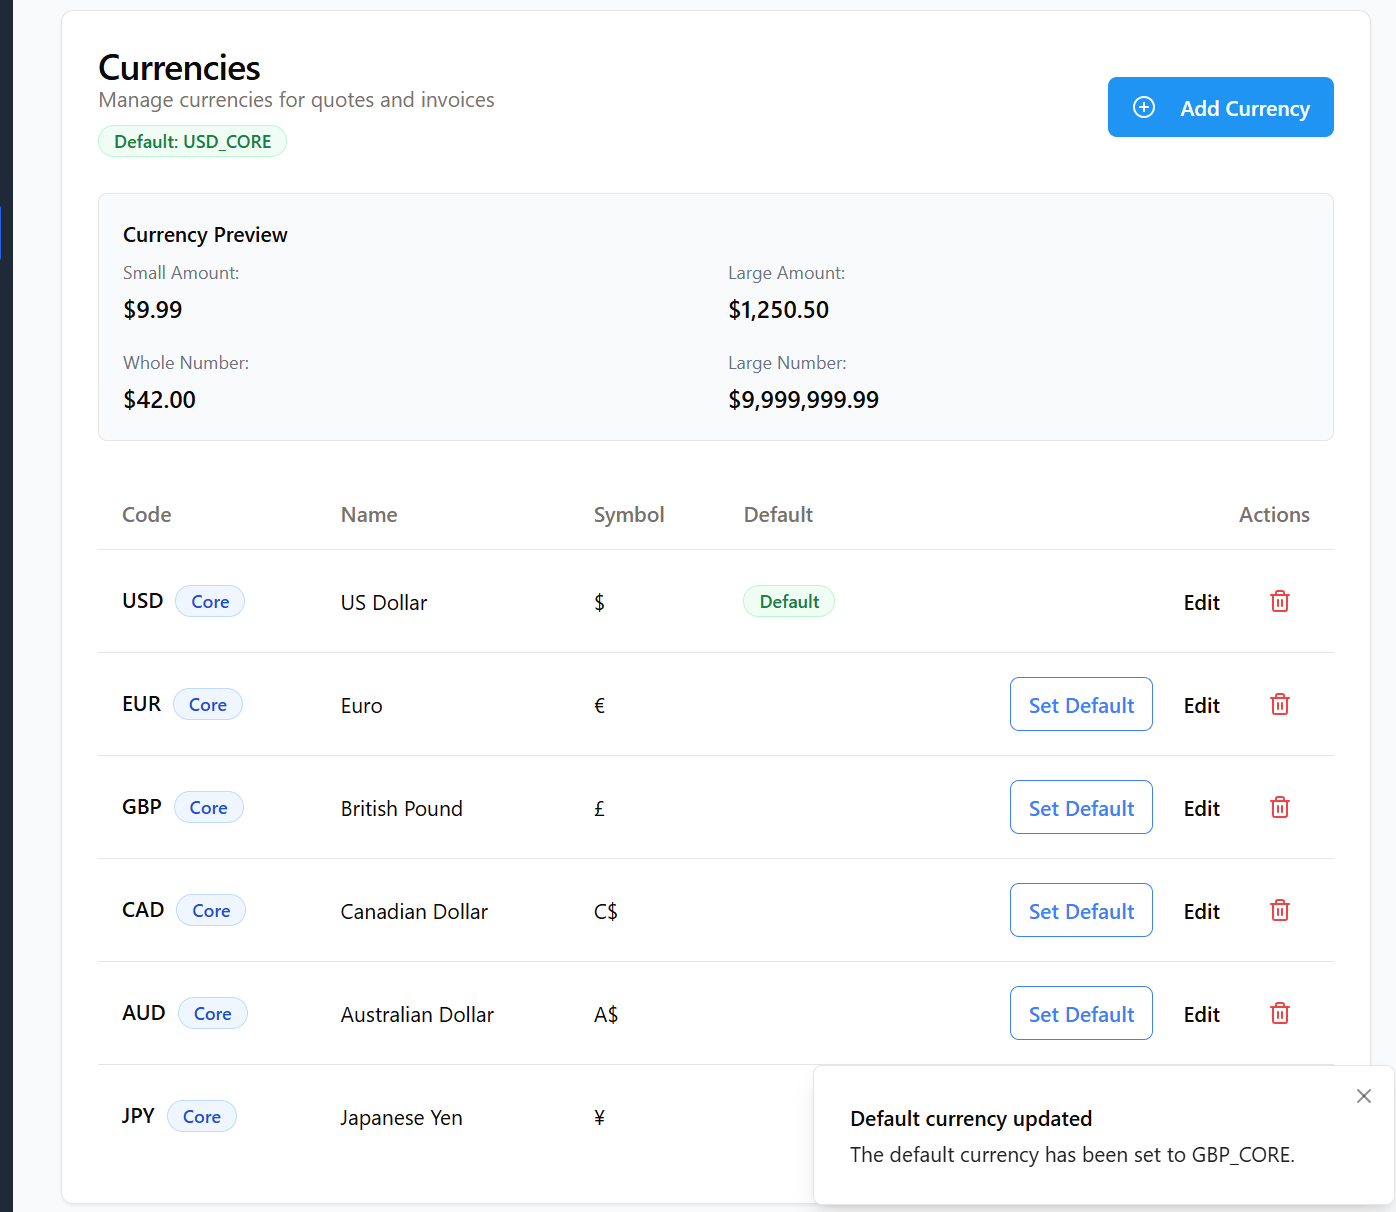 Currencies
Manage currencies for quotes and invoices
Default: USD_CORE
Add Currency
Currency Preview
Small Amount:
$9.99
Large Amount:
$1,250.50
Whole Number:
$42.00
Large Number:
$9,999,999.99
Code Name Symbol Default Actions
USD Core US Dollar $ Default Edit
EUR Core Euro € Set Default Edit
GBP Core British Pound £ Set Default Edit
CAD Core Canadian Dollar C$ Set Default Edit
AUD Core Australian Dollar A$ Set Default Edit
JPY Core Japanese Yen ¥
Default currency updated
The default currency has been set to GBP_CORE.